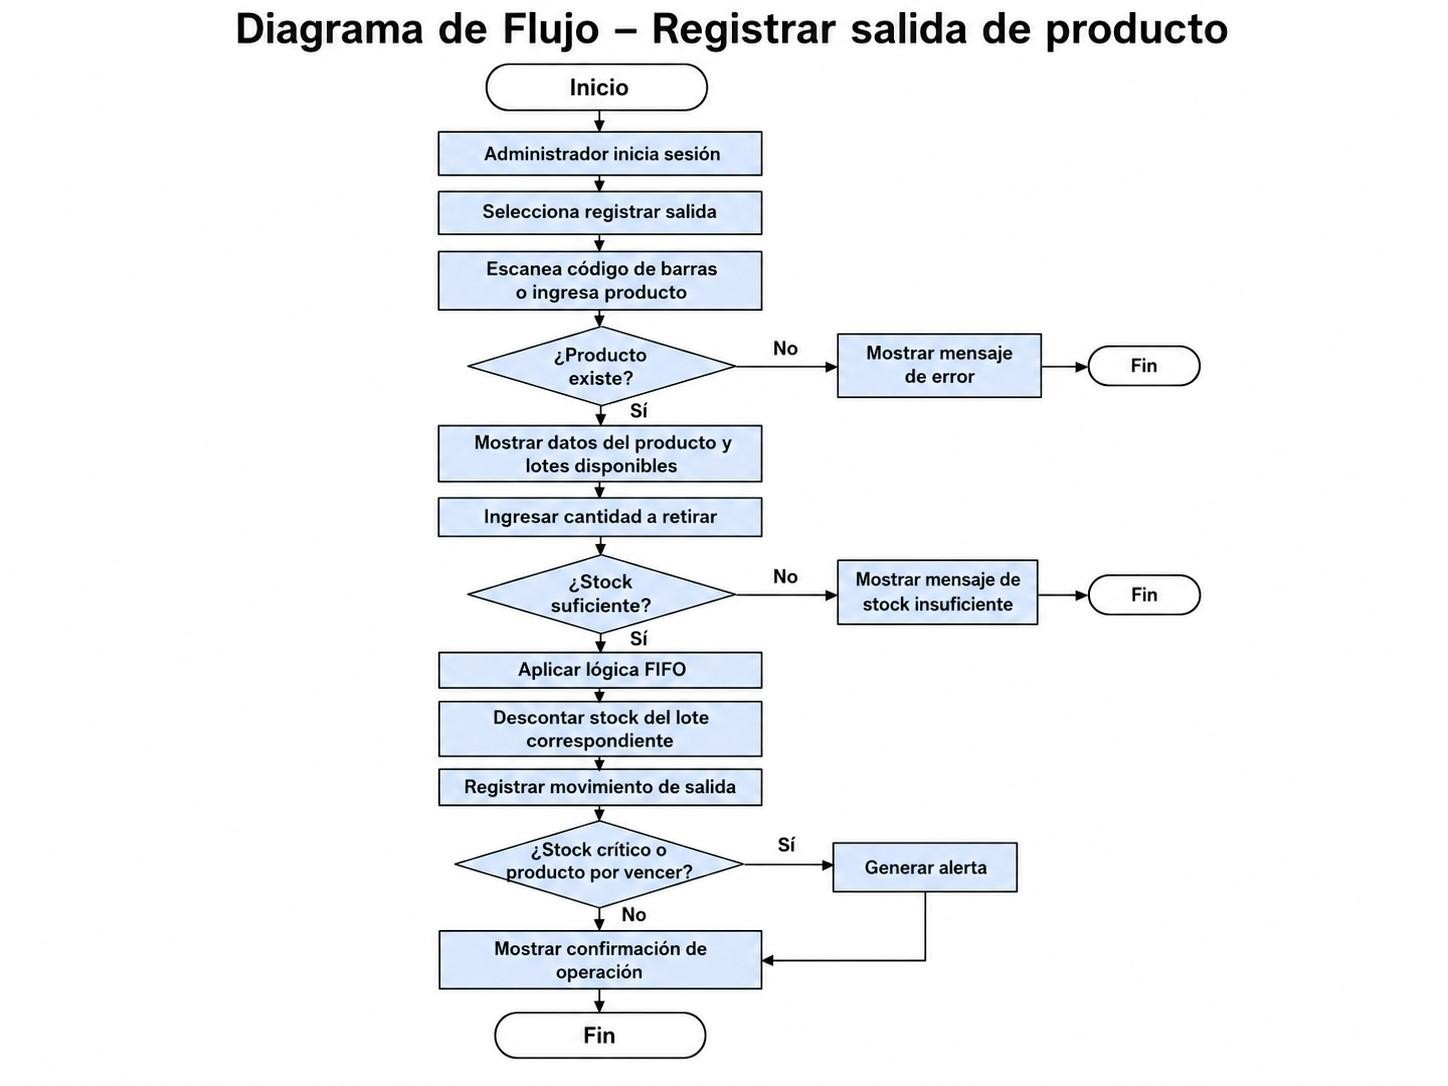 Diagrama de Flujo – Registrar salida de producto
Inicio
Administrador inicia sesión
Selecciona registrar salida
Escanea código de barras
o ingresa producto
¿Producto
existe?
No
Mostrar mensaje
de error
Fin
Sí
Mostrar datos del producto y
lotes disponibles
Ingresar cantidad a retirar
¿Stock
suficiente?
No
Mostrar mensaje de
stock insuficiente
Fin
Sí
Aplicar lógica FIFO
Descontar stock del lote
correspondiente
Registrar movimiento de salida
¿Stock crítico o
producto por vencer?
Sí
Generar alerta
No
Mostrar confirmación de
operación
Fin